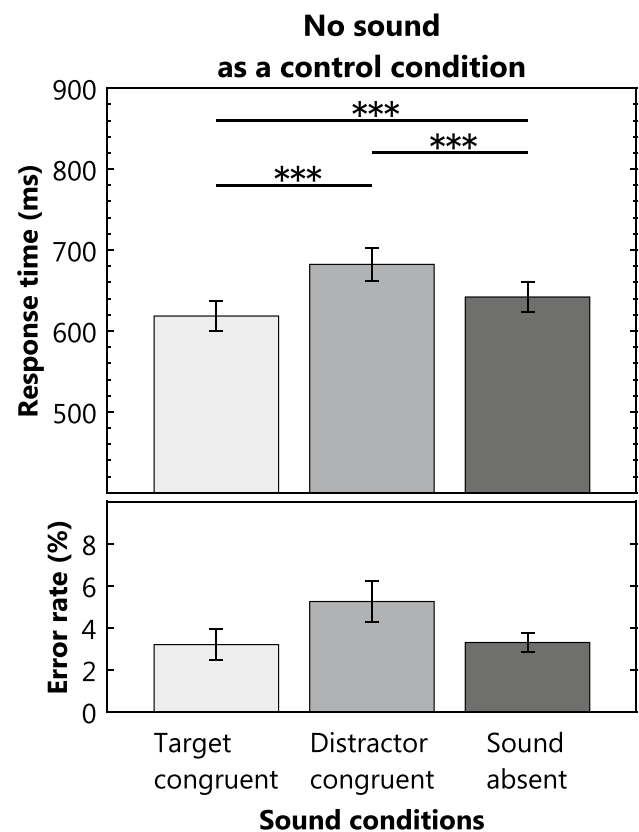 No sound
as a control condition
900
***
***
800
***
700
600
500
Response time (ms)
8
6
4
2
0
Error rate (%)
Target
congruent
Distractor
congruent
Sound
absent
Sound conditions